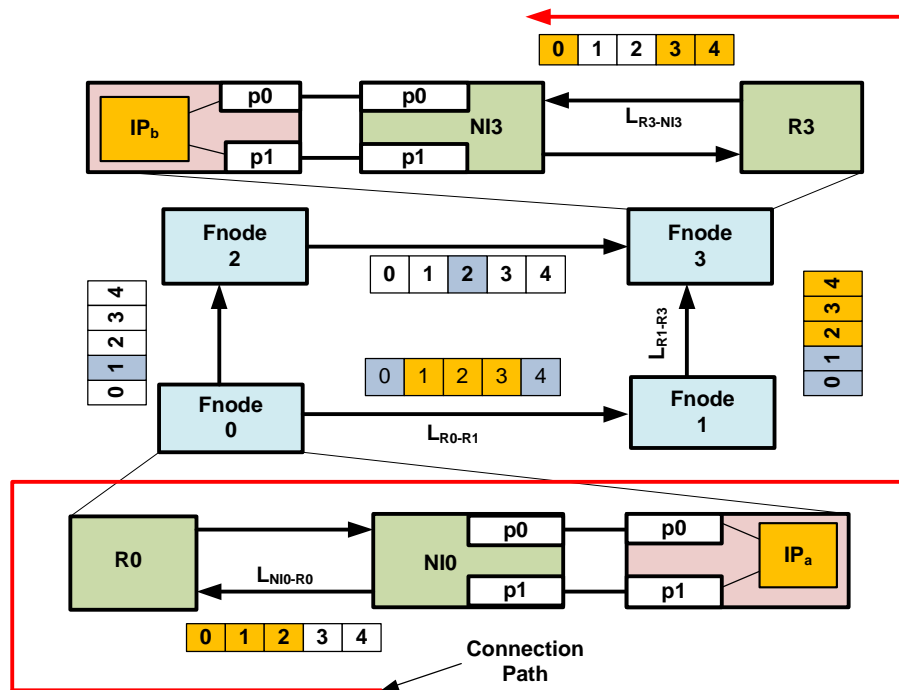 0 1 2 3 4
p0 p0
IPb NI3 LR3-NI3 R3
p1 p1
Fnode
2
Fnode
3
0 1 2 3 4
0 1 2 3 4
LR1-R3
0 1 2 3 4
0 1 2 3 4
Fnode
0
Fnode
1
LR0-R1
R0 NI0 p0 p0 IPa
LNI0-R0
p1 p1
0 1 2 3 4
Connection
Path